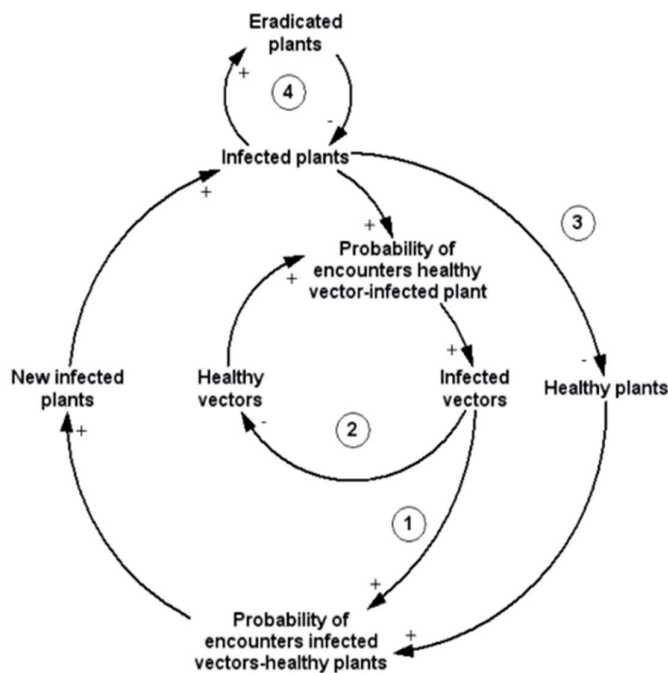 Eradicated
plants
+
4
-
Infected plants
+
+
3
Probability of
encounters healthy
vector-infected plant
+
+
-
New infected
plants
Healthy
vectors
Infected
vectors
Healthy plants
+
-
2
1
+
+
Probability of
encounters infected
vectors-healthy plants